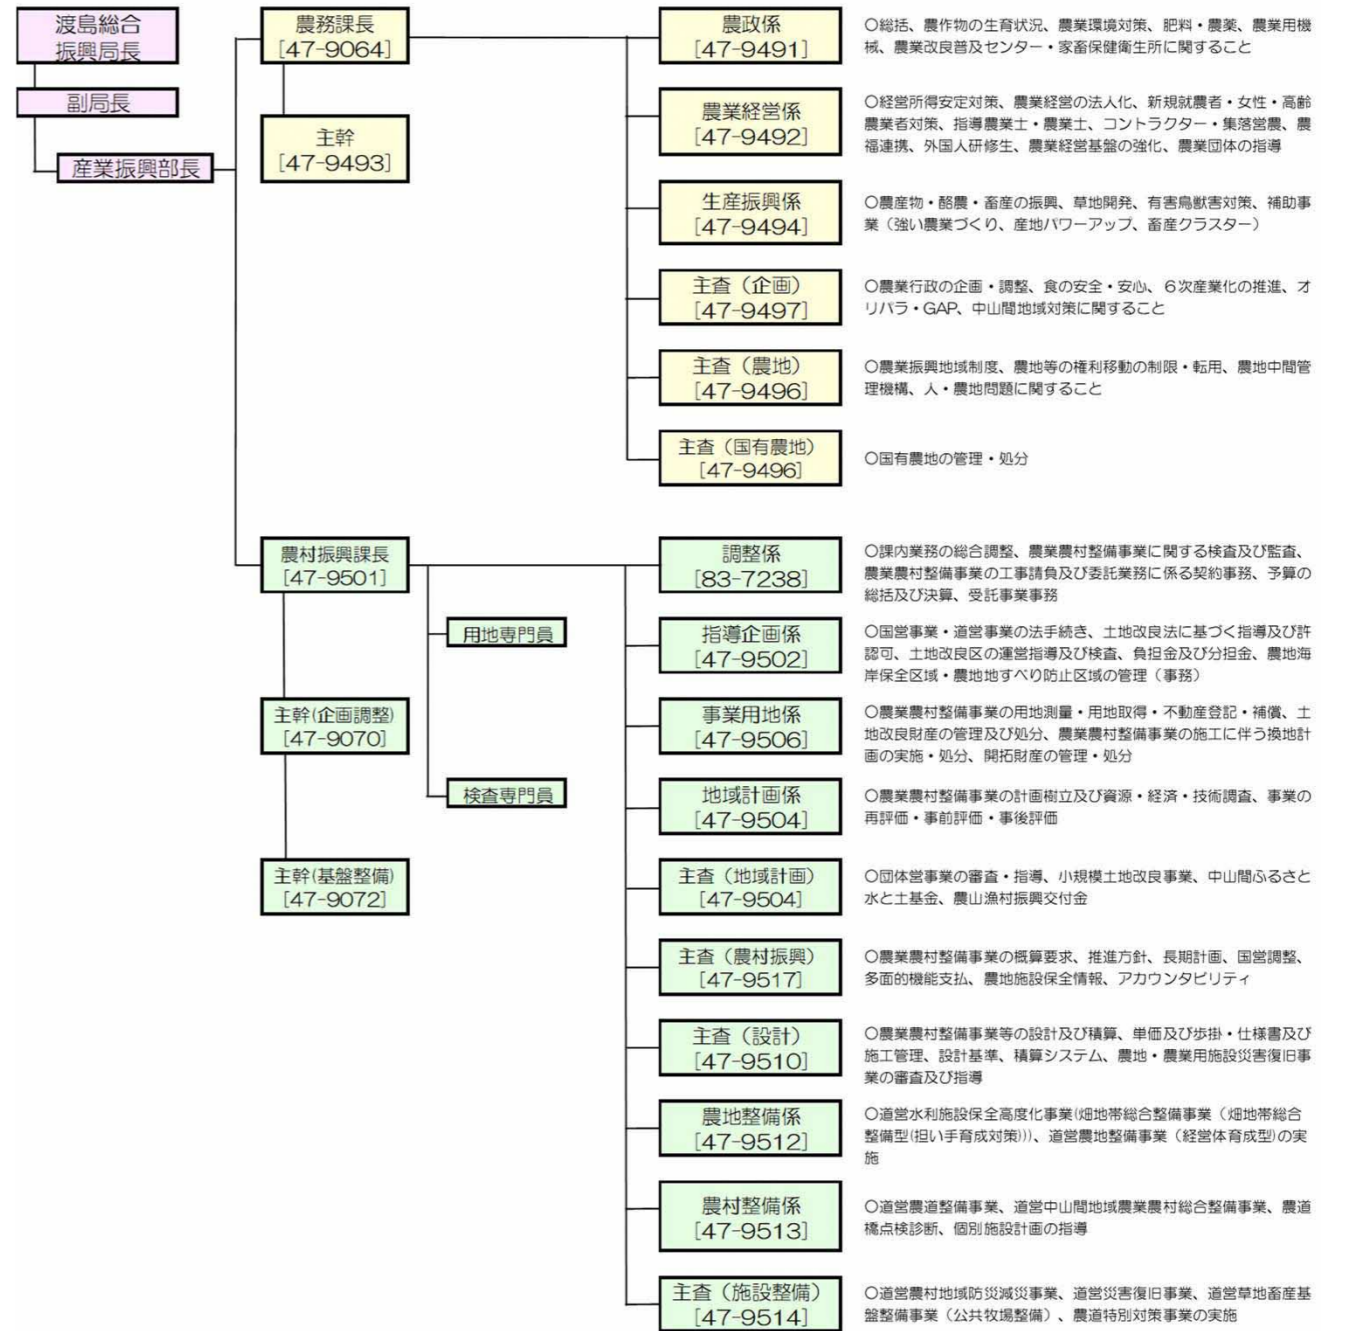 渡島総合
振興局長
副局長
産業振興部長
農務課長
[47-9064]
主幹
[47-9493]
農政係
[47-9491]
○総括、農作物の生育状況、農業環境対策、肥料・農薬、農業用機
械、農業改良普及センター・家畜保健衛生所に関すること
農業経営係
[47-9492]
○経営所得安定対策、農業経営の法人化、新規就農者・女性・高齢
農業者対策、指導農業士・農業士、コントラクター・集落営農、農
福連携、外国人研修生、農業経営基盤の強化、農業団体の指導
生産振興係
[47-9494]
○農産物・酪農・畜産の振興、草地開発、有害鳥獣害対策、補助事
業（強い農業づくり、産地パワーアップ、畜産クラスター）
主査（企画）
[47-9497]
○農業行政の企画・調整、食の安全・安心、６次産業化の推進、オ
リパラ・GAP、中山間地域対策に関すること
主査（農地）
[47-9496]
○農業振興地域制度、農地等の権利移動の制限・転用、農地中間管
理機構、人・農地問題に関すること
主査（国有農地）
[47-9496]
○国有農地の管理・処分
農村振興課長
[47-9501]
用地専門員
主幹(企画調整)
[47-9070]
検査専門員
主幹(基盤整備)
[47-9072]
調整係
[83-7238]
○課内業務の総合調整、農業農村整備事業に関する検査及び監査、
農業農村整備事業の工事請負及び委託業務に係る契約事務、予算の
総括及び決算、受託事業事務
指導企画係
[47-9502]
○国営事業・道営事業の法手続き、土地改良法に基づく指導及び許
認可、土地改良区の運営指導及び検査、負担金及び分担金、農地海
岸保全区域・農地地すべり防止区域の管理（事務）
事業用地係
[47-9506]
○農業農村整備事業の用地測量・用地取得・不動産登記・補償、土
地改良財産の管理及び処分、農業農村整備事業の施工に伴う換地計
画の実施・処分、開拓財産の管理・処分
地域計画係
[47-9504]
○農業農村整備事業の計画樹立及び資源・経済・技術調査、事業の
再評価・事前評価・事後評価
主査（地域計画）
[47-9504]
○団体営事業の審査・指導、小規模土地改良事業、中山間ふるさと
水と土基金、農山漁村振興交付金
主査（農村振興）
[47-9517]
○農業農村整備事業の概算要求、推進方針、長期計画、国営調整、
多面的機能支払、農地施設保全情報、アカウンタビリティ
主査（設計）
[47-9510]
○農業農村整備事業等の設計及び積算、単価及び歩掛・仕様書及び
施工管理、設計基準、積算システム、農地・農業用施設災害復旧事
業の審査及び指導
農地整備係
[47-9512]
○道営水利施設保全高度化事業(畑地帯総合整備事業（畑地帯総合
整備型(担い手育成対策)))、道営農地整備事業（経営体育成型)の実
施
農村整備係
[47-9513]
○道営農道整備事業、道営中山間地域農業農村総合整備事業、農道
橋点検診断、個別施設計画の指導
主査（施設整備）
[47-9514]
○道営農村地域防災減災事業、道営災害復旧事業、道営草地畜産基
盤整備事業（公共牧場整備）、農道特別対策事業の実施